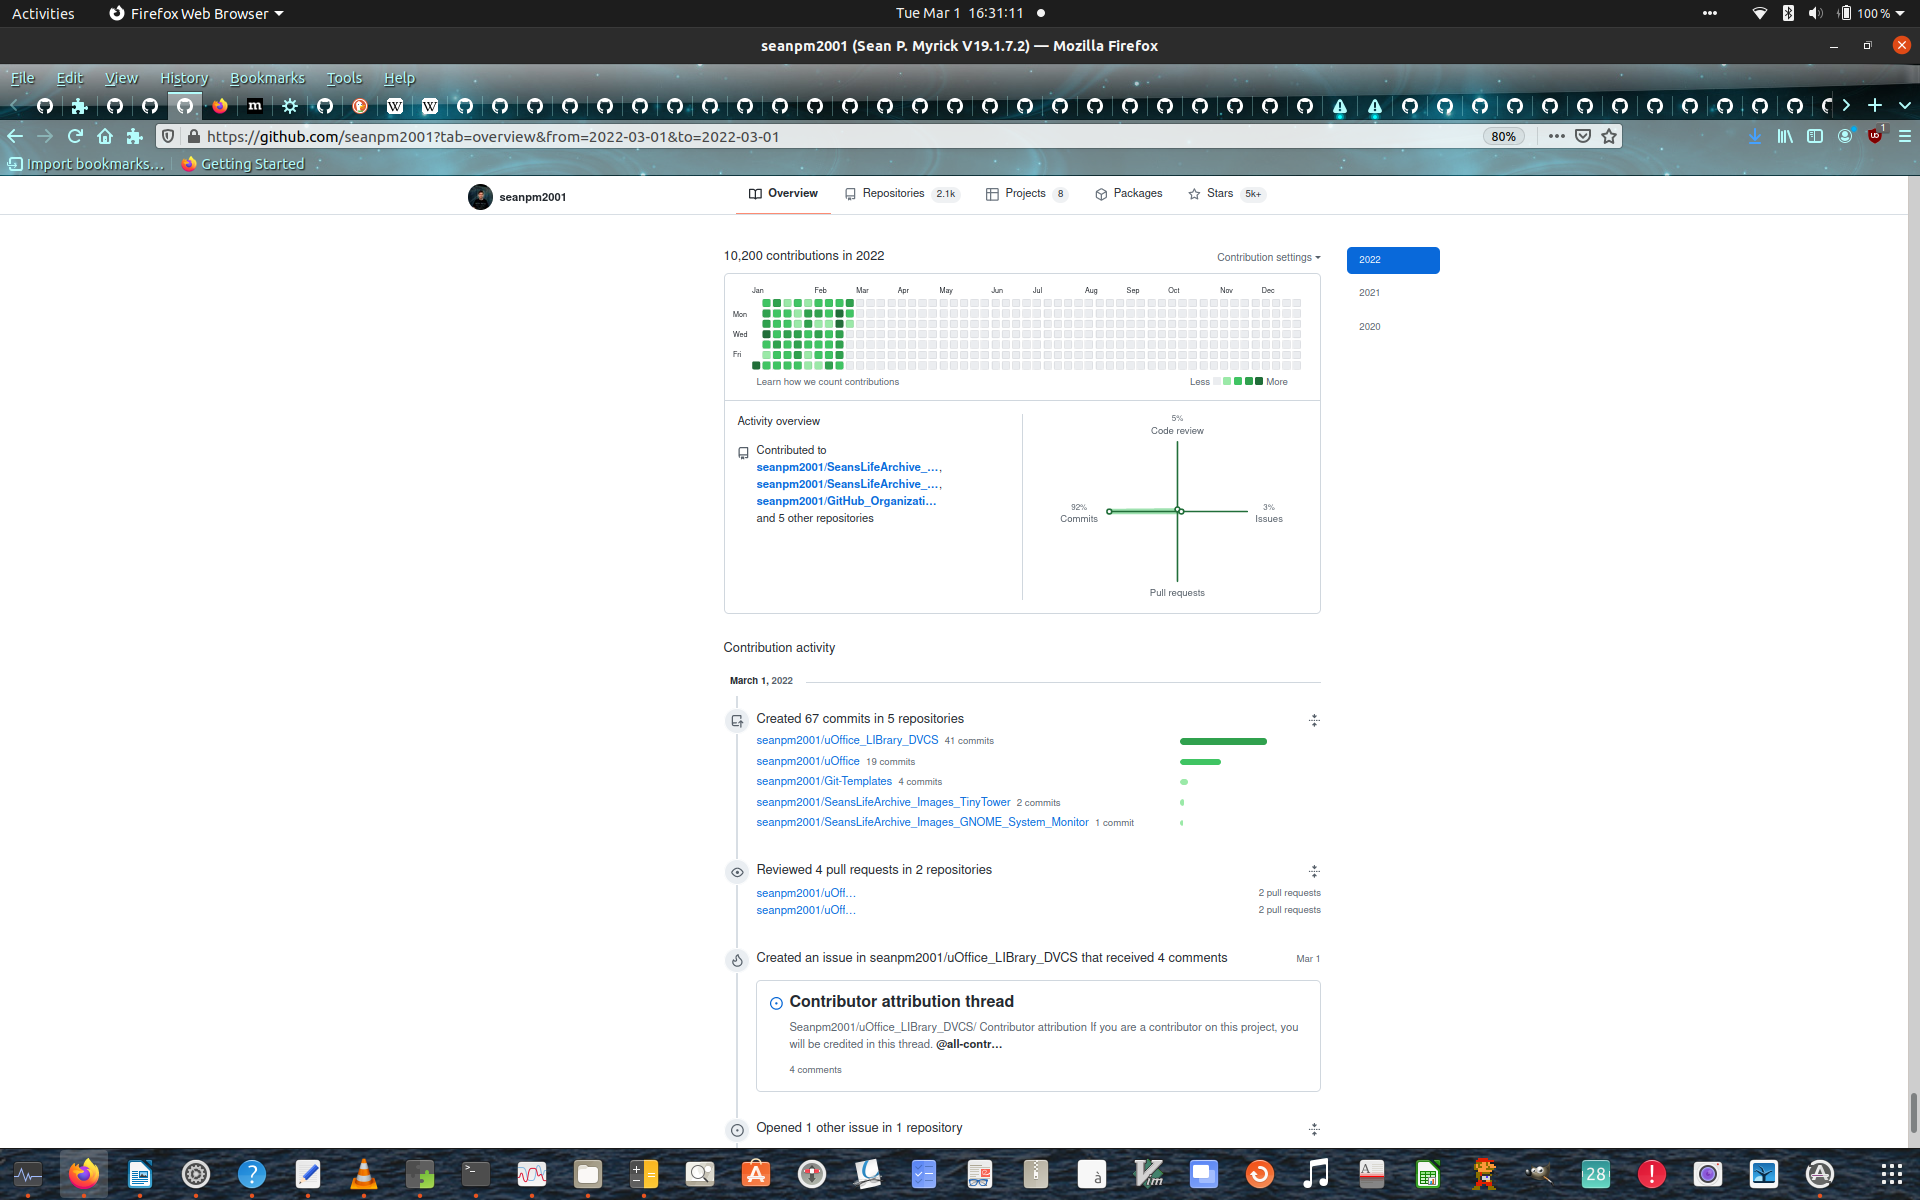 Activities
Firefox Web Browser
Tue Mar 1 16:31:11
100 %
seanpm2001 (Sean P. Myrick V19.1.7.2) — Mozilla Firefox
File Edit View History Bookmarks Tools Help
https://github.com/seanpm2001?tab=overview&from=2022-03-01&to=2022-03-01
80%
1
Import bookmarks…
Getting Started
seanpm2001
Overview
Repositories 2.1k
Projects 8
Packages
Stars 5k+
10,200 contributions in 2022
Contribution settings
2022
2021
2020
Jan Feb Mar Apr May Jun Jul Aug Sep Oct Nov Dec
Mon
Wed
Fri
Learn how we count contributions
Less More
Activity overview
Contributed to
seanpm2001/SeansLifeArchive_…,
seanpm2001/SeansLifeArchive_…,
seanpm2001/GitHub_Organizati…
and 5 other repositories
5%
Code review
92%
Commits
3%
Issues
Pull requests
Contribution activity
March 1, 2022
Created 67 commits in 5 repositories
seanpm2001/uOffice_LIBrary_DVCS 41 commits
seanpm2001/uOffice 19 commits
seanpm2001/Git-Templates 4 commits
seanpm2001/SeansLifeArchive_Images_TinyTower 2 commits
seanpm2001/SeansLifeArchive_Images_GNOME_System_Monitor 1 commit
Reviewed 4 pull requests in 2 repositories
seanpm2001/uOff… 2 pull requests
seanpm2001/uOff… 2 pull requests
Created an issue in seanpm2001/uOffice_LIBrary_DVCS that received 4 comments
Mar 1
Contributor attribution thread
Seanpm2001/uOffice_LIBrary_DVCS/ Contributor attribution If you are a contributor on this project, you
will be credited in this thread. @all-contr…
4 comments
Opened 1 other issue in 1 repository
28